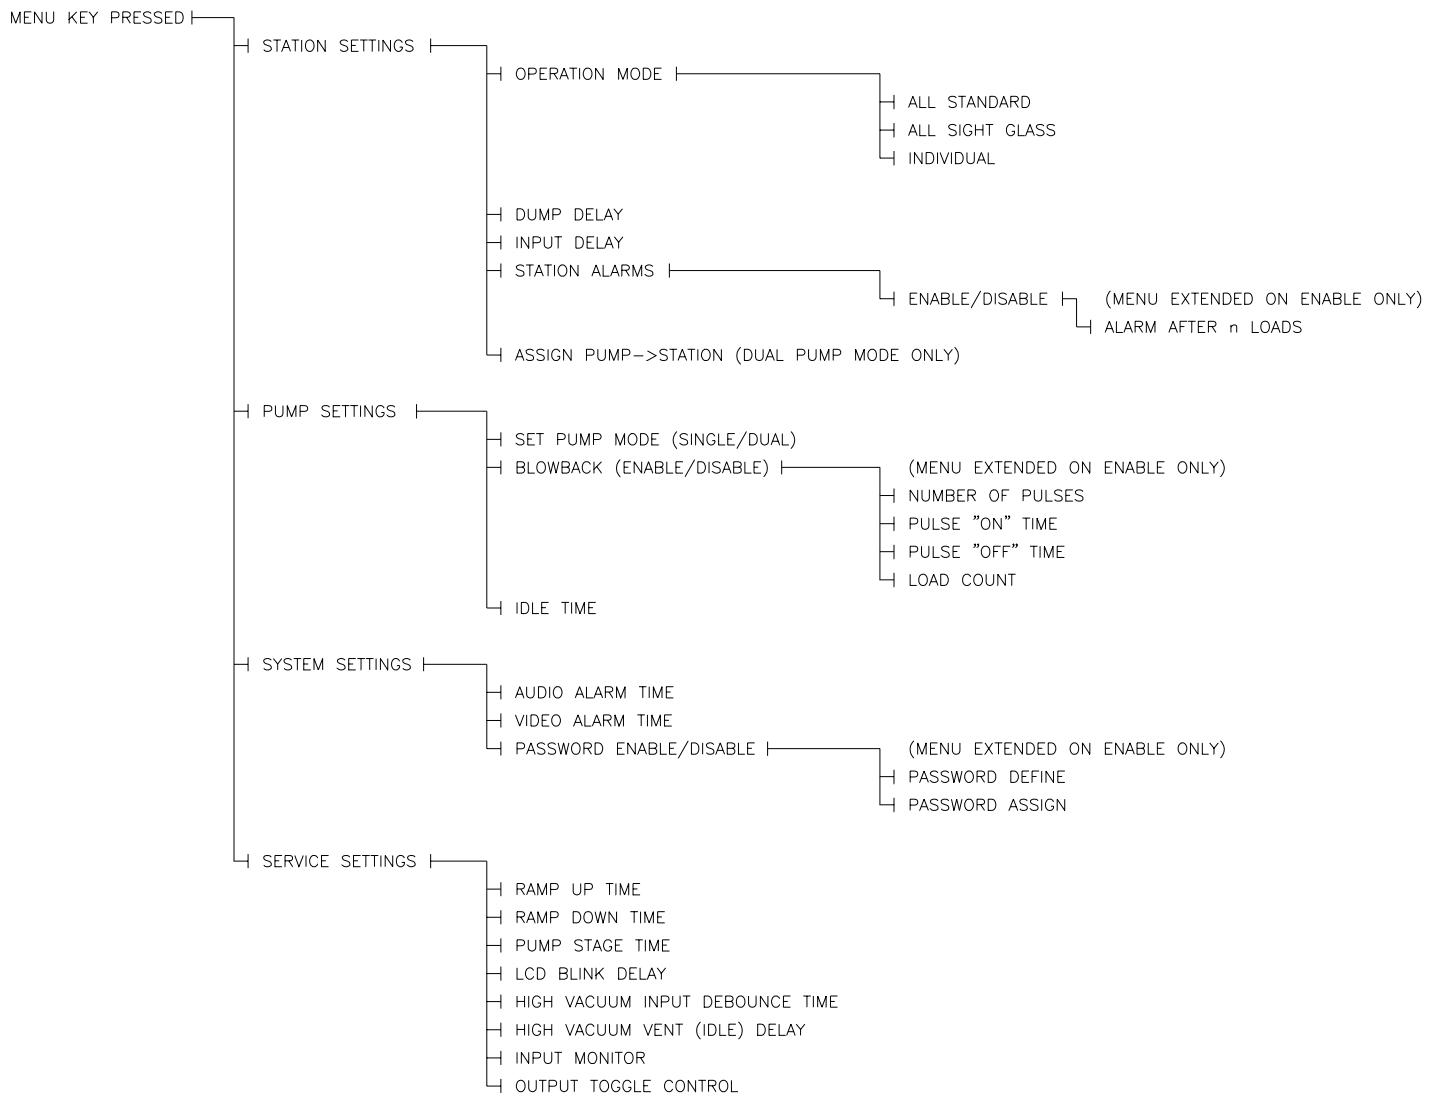 MENU KEY PRESSED
STATION SETTINGS
OPERATION MODE
ALL STANDARD
ALL SIGHT GLASS
INDIVIDUAL
DUMP DELAY
INPUT DELAY
STATION ALARMS
ENABLE/DISABLE (MENU EXTENDED ON ENABLE ONLY)
ALARM AFTER n LOADS
ASSIGN PUMP->STATION (DUAL PUMP MODE ONLY)
PUMP SETTINGS
SET PUMP MODE (SINGLE/DUAL)
BLOWBACK (ENABLE/DISABLE) (MENU EXTENDED ON ENABLE ONLY)
NUMBER OF PULSES
PULSE "ON" TIME
PULSE "OFF" TIME
LOAD COUNT
IDLE TIME
SYSTEM SETTINGS
AUDIO ALARM TIME
VIDEO ALARM TIME
PASSWORD ENABLE/DISABLE (MENU EXTENDED ON ENABLE ONLY)
PASSWORD DEFINE
PASSWORD ASSIGN
SERVICE SETTINGS
RAMP UP TIME
RAMP DOWN TIME
PUMP STAGE TIME
LCD BLINK DELAY
HIGH VACUUM INPUT DEBOUNCE TIME
HIGH VACUUM VENT (IDLE) DELAY
INPUT MONITOR
OUTPUT TOGGLE CONTROL